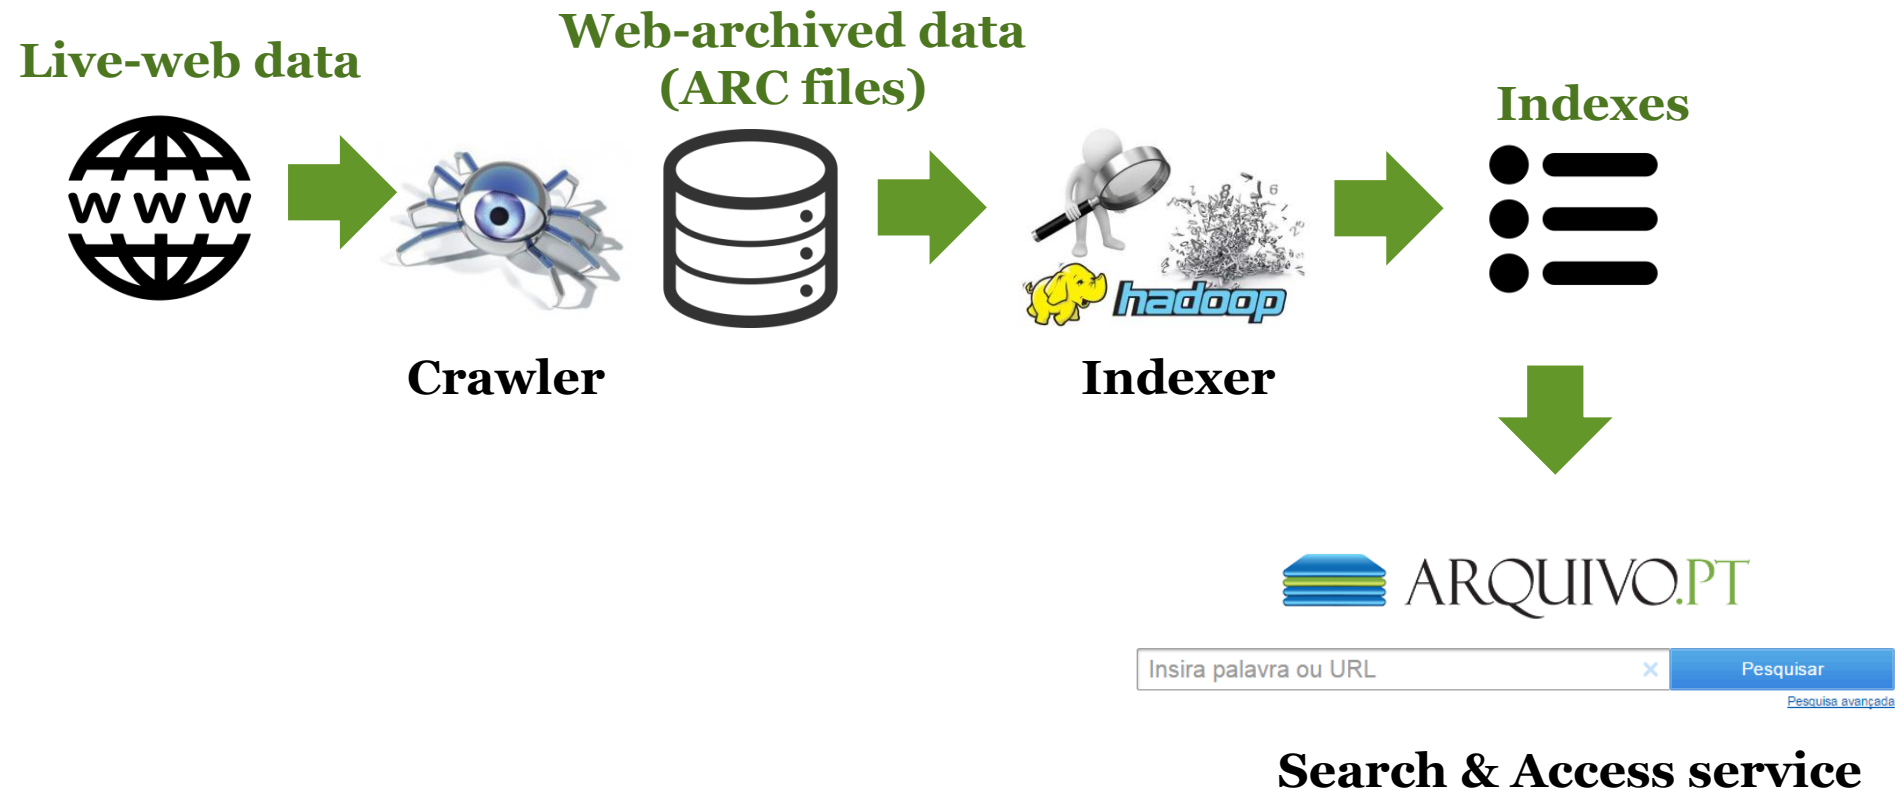 Live-web data
Web-archived data
(ARC files)
Indexes
www
hadoop
Crawler
Indexer
ARQUIVO.PT
Insira palavra ou URL
×
Pesquisar
Pesquisa avançada
Search & Access service